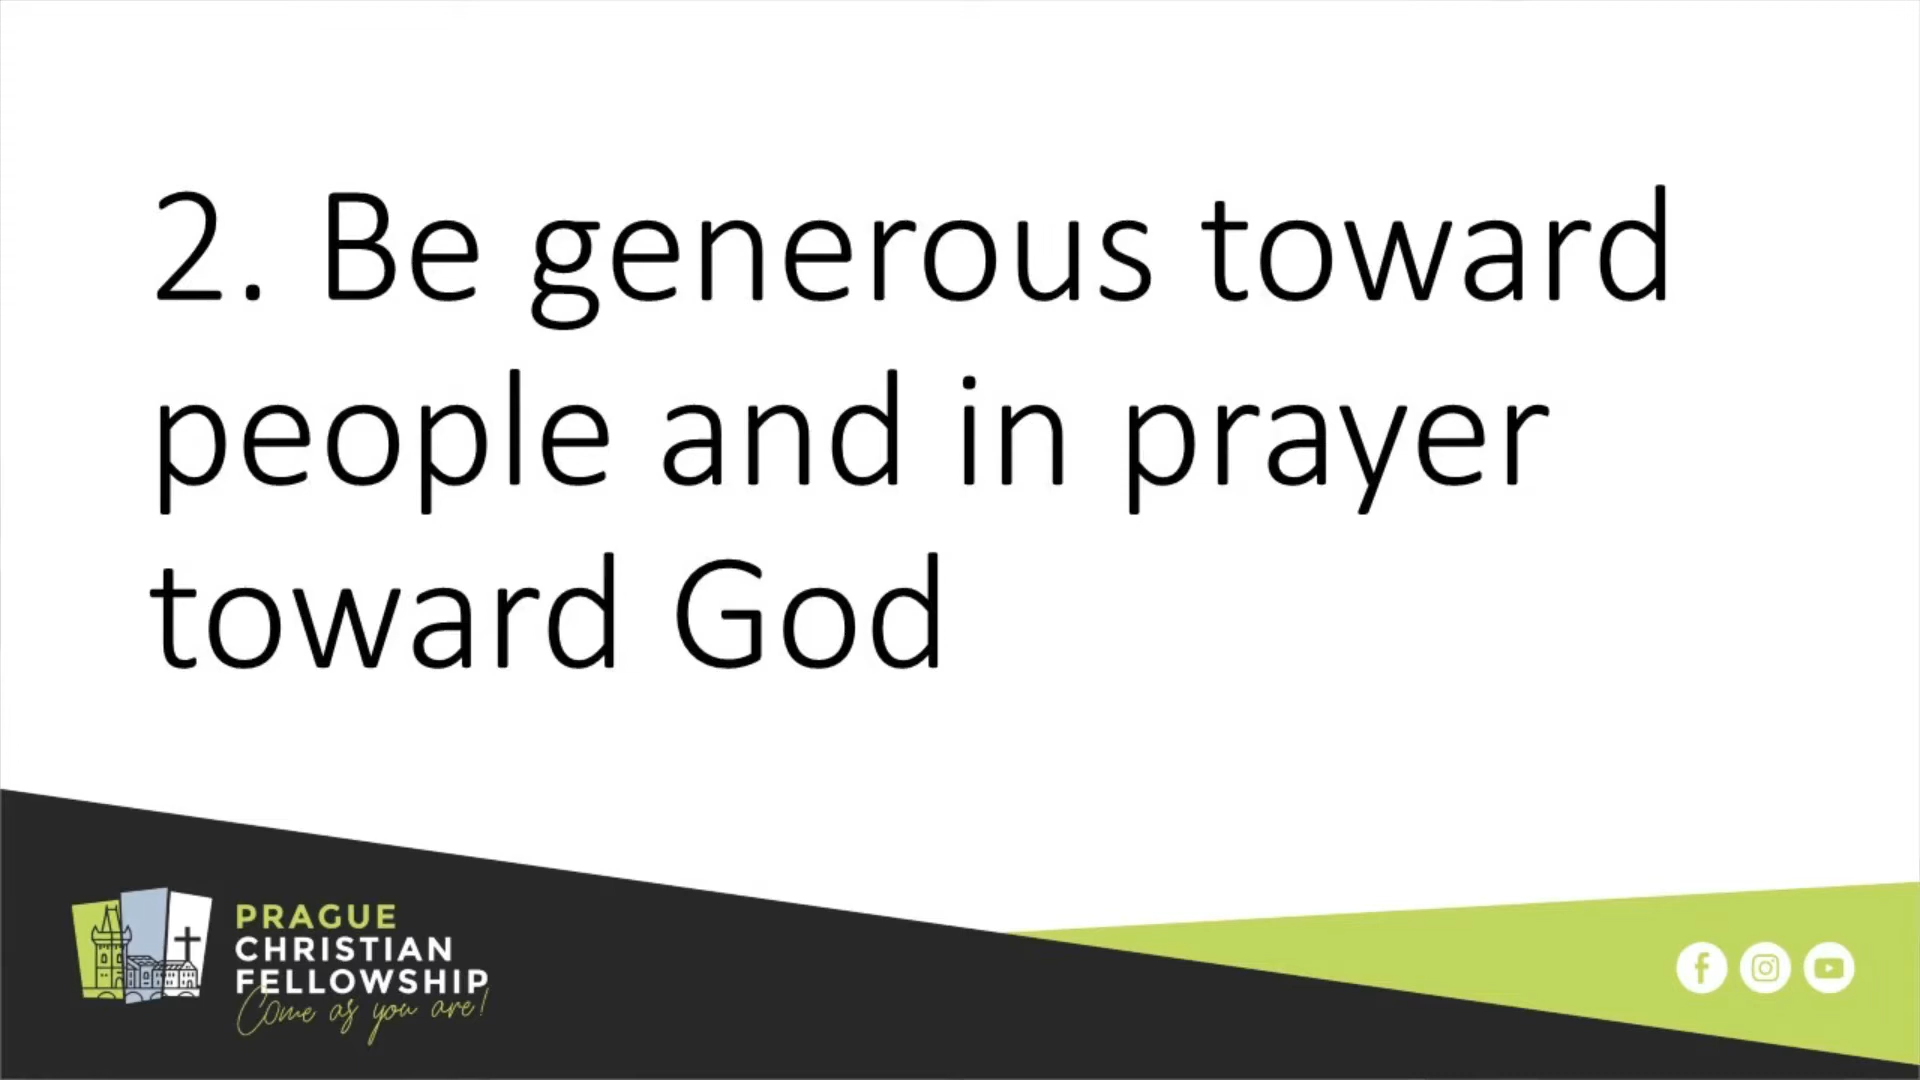 2. Be generous toward
people and in prayer
toward God
PRAGUE
CHRISTIAN
FELLOWSHIP
Come as you are!